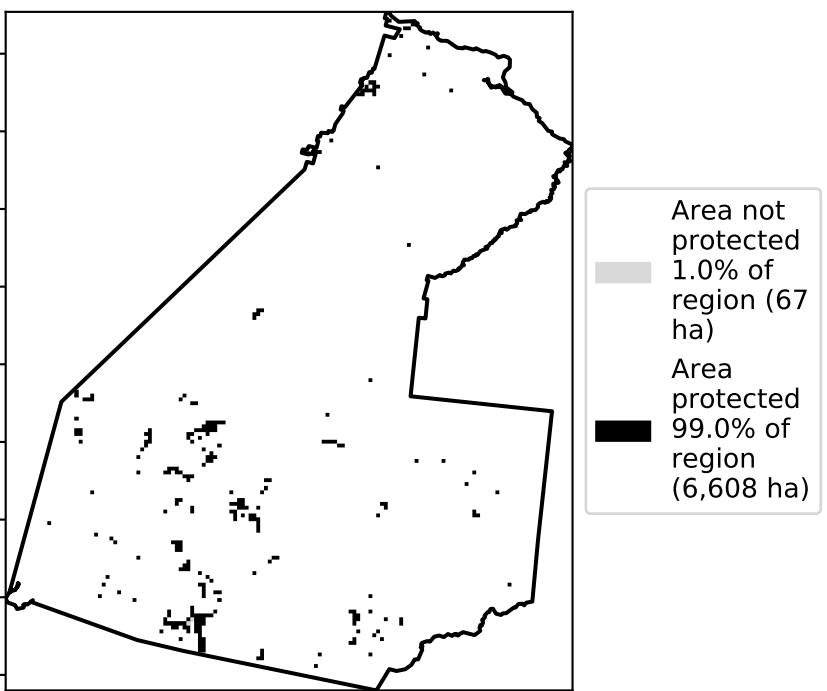 Area not
protected
1.0% of
region (67
ha)
Area
protected
99.0% of
region
(6,608 ha)